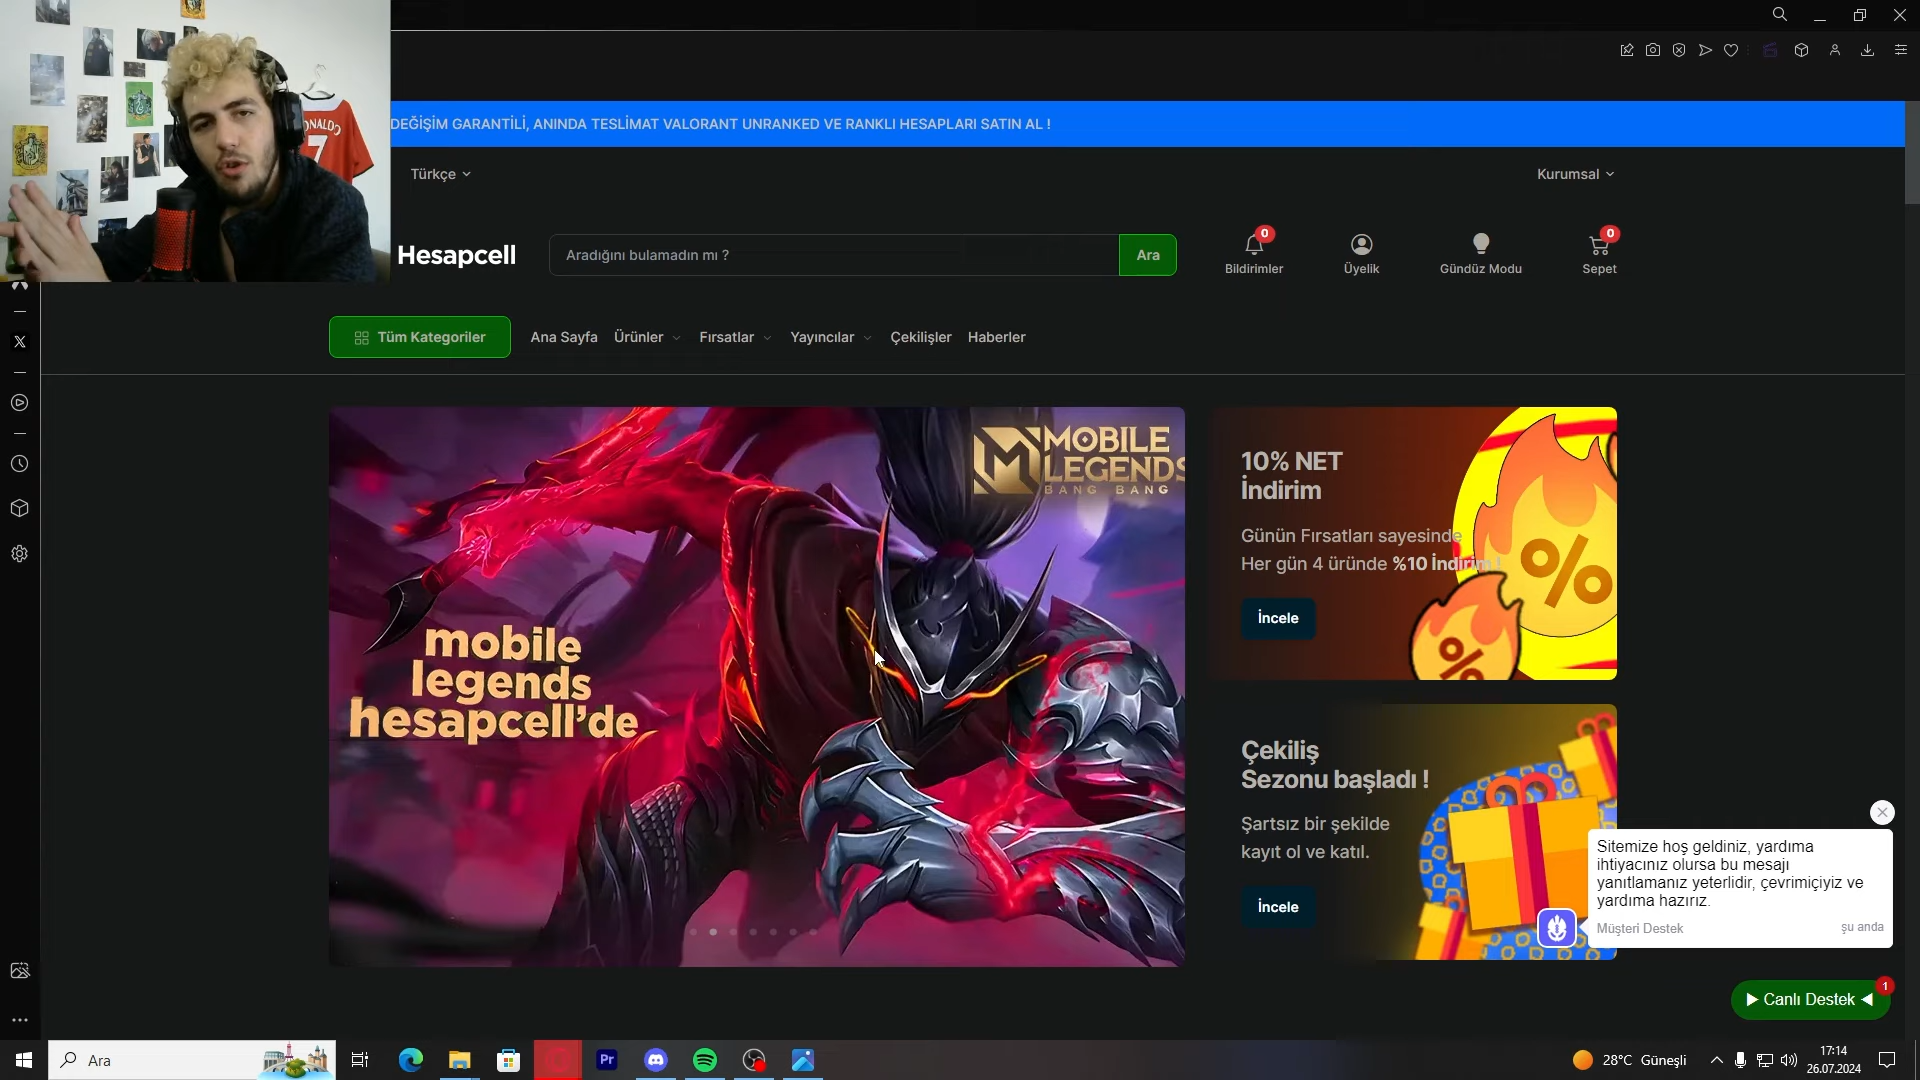 DEĞİŞİM GARANTİLİ, ANINDA TESLİMAT VALORANT UNRANKED VE RANKLI HESAPLARI SATIN AL !
NALDO
7
Türkçe
Kurumsal
Hesapcell
Aradığını bulamadın mı ?
Ara
0
Bildirimler
Üyelik
Gündüz Modu
0
Sepet
Tüm Kategoriler
Ana Sayfa
Ürünler
Fırsatlar
Yayıncılar
Çekilişler
Haberler
MOBILE
LEGENDS
BANG BANG
mobile
legends
hesapcell'de
10% NET
İndirim
Günün Fırsatları sayesinde
Her gün 4 üründe %10 İndirim !
İncele
%
%
Çekiliş
Sezonu başladı !
Şartsız bir şekilde
kayıt ol ve katıl.
İncele
Sitemize hoş geldiniz, yardıma
ihtiyacınız olursa bu mesajı
yanıtlamanız yeterlidir, çevrimiçiyiz ve
yardıma hazırız.
Müşteri Destek
şu anda
Canlı Destek
1
Ara
Pr
28°C Güneşli
17:14
26.07.2024